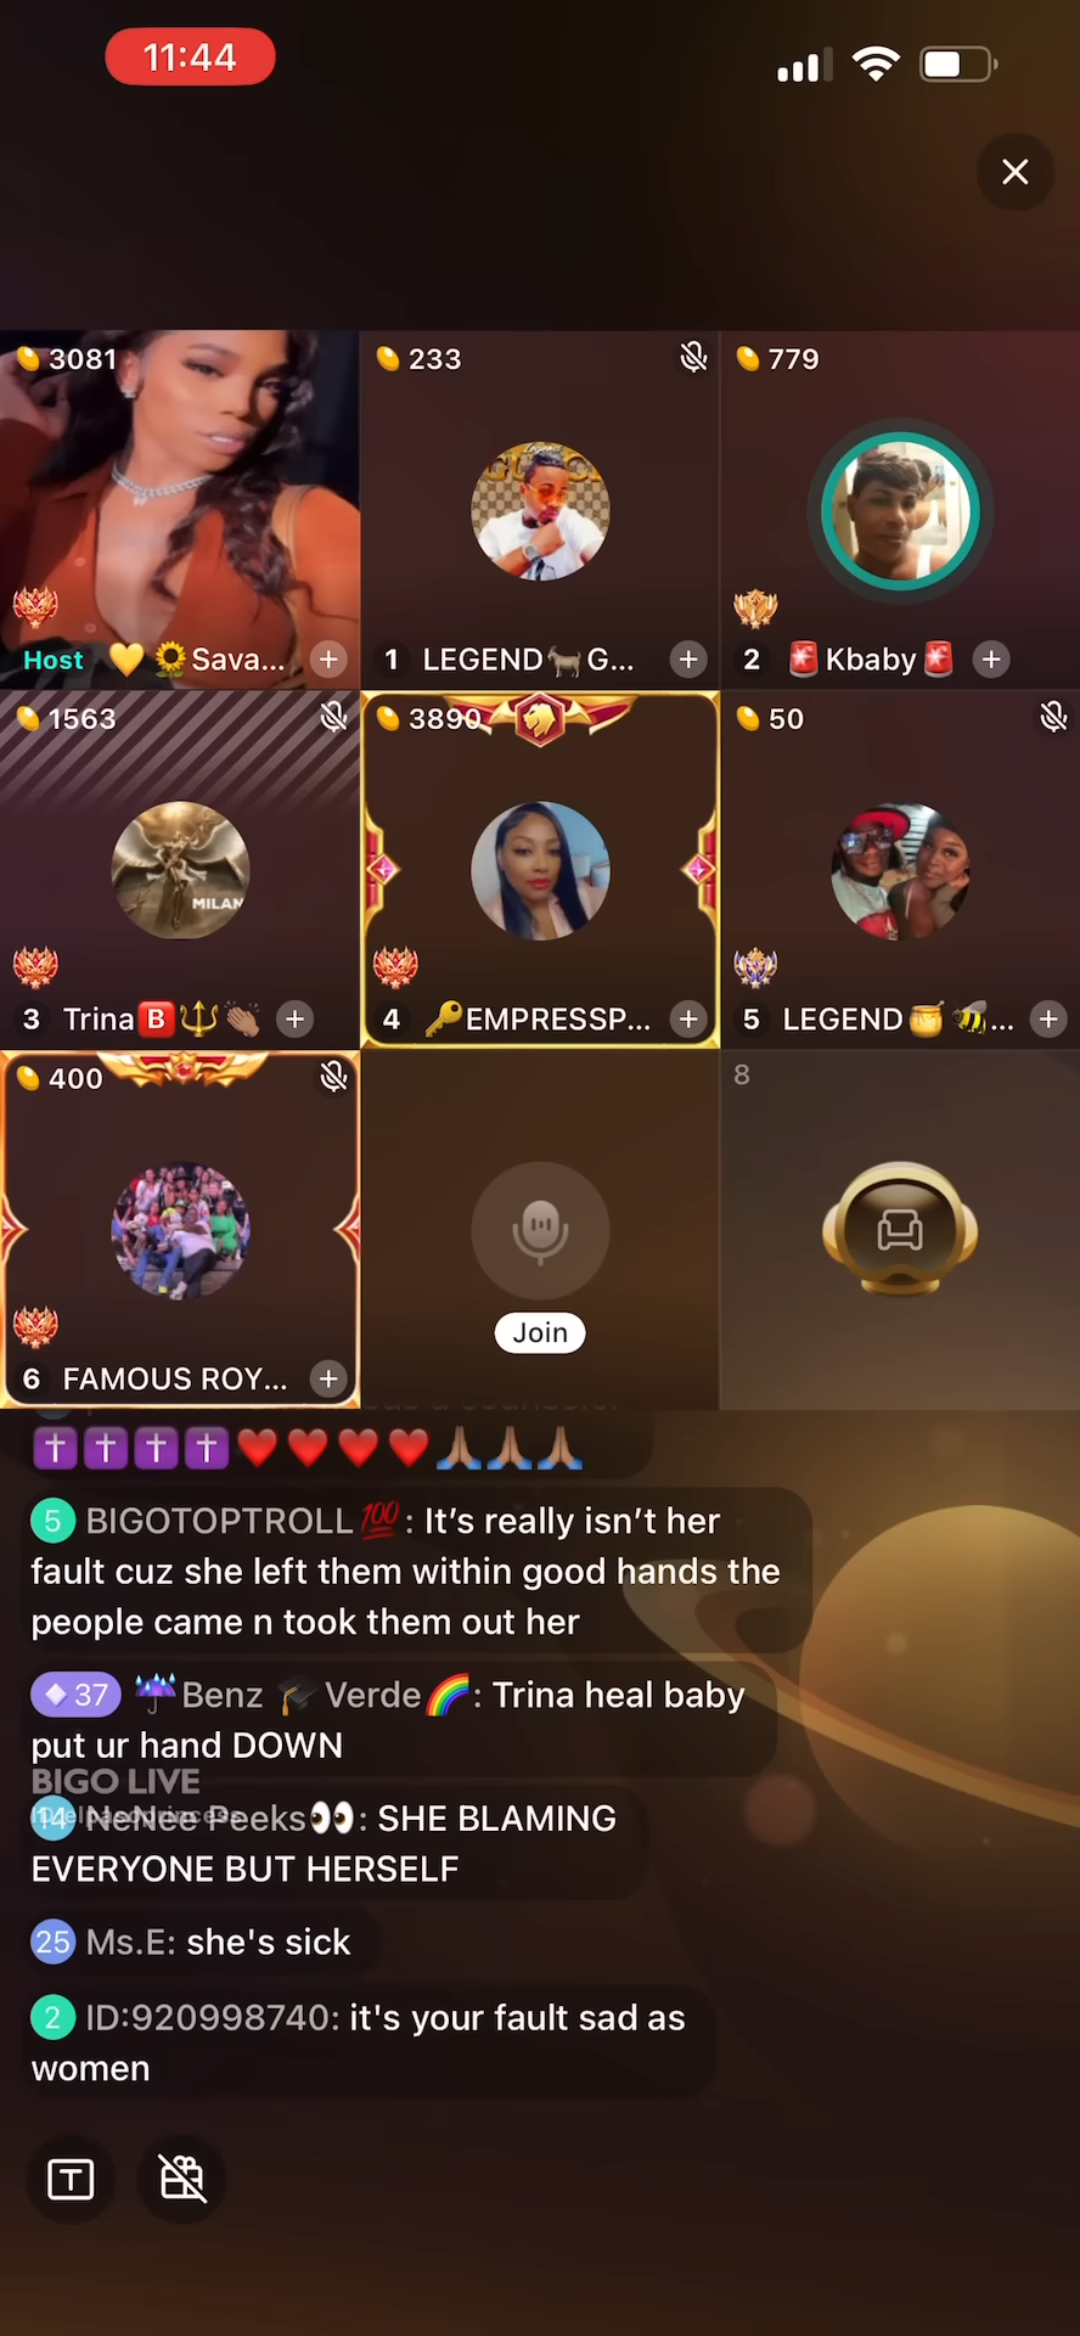 11:44
3081
233
779
Host 💛🌻Sava...
1 LEGEND🐐G...
2 🚨Kbaby🚨
1563
3890
50
MILAN
3 Trina🅱️🔱👏🏽
4 🔑EMPRESSP...
5 LEGEND🍯🐝...
400
8
Join
6 FAMOUS ROY...
✝️✝️✝️✝️❤️❤️❤️❤️🙏🏽🙏🏽🙏🏽
5 BIGOTOPTROLL💯: It's really isn't her
fault cuz she left them within good hands the
people came n took them out her
37 ☔Benz 🎓Verde🌈: Trina heal baby
put ur hand DOWN
BIGO LIVE
14 NeNee Peeks👀: SHE BLAMING
EVERYONE BUT HERSELF
25 Ms.E: she's sick
2 ID:920998740: it's your fault sad as
women
T